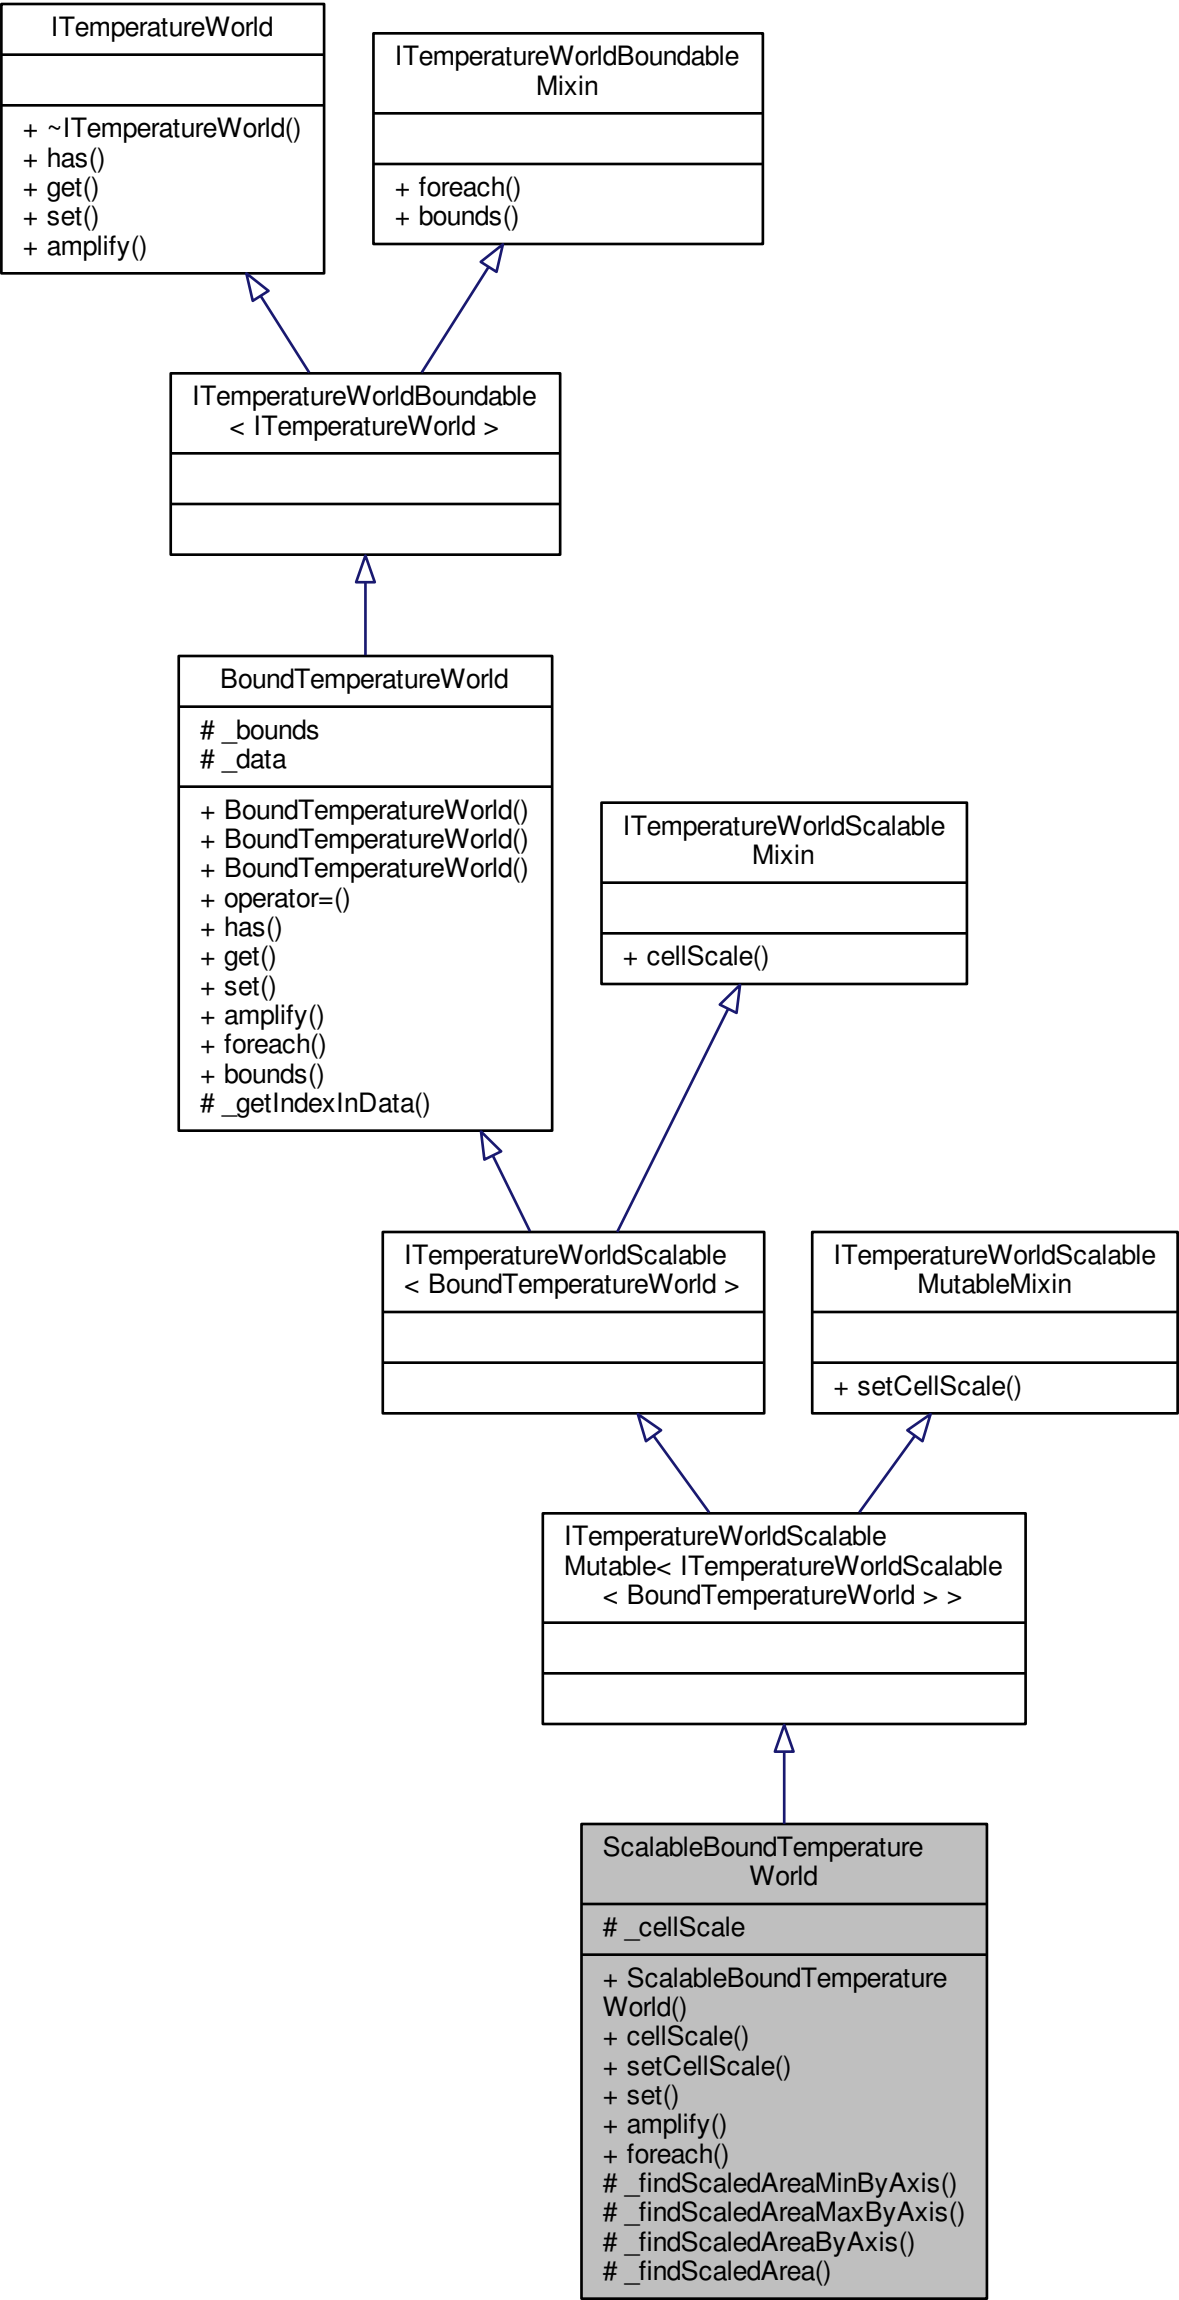 ITemperatureWorld
+ ~ITemperatureWorld()
+ has()
+ get()
+ set()
+ amplify()
ITemperatureWorldBoundable
Mixin
+ foreach()
+ bounds()
ITemperatureWorldBoundable
< ITemperatureWorld >
BoundTemperatureWorld
# _bounds
# _data
+ BoundTemperatureWorld()
+ BoundTemperatureWorld()
+ BoundTemperatureWorld()
+ operator=()
+ has()
+ get()
+ set()
+ amplify()
+ foreach()
+ bounds()
# _getIndexInData()
ITemperatureWorldScalable
Mixin
+ cellScale()
ITemperatureWorldScalable
< BoundTemperatureWorld >
ITemperatureWorldScalable
MutableMixin
+ setCellScale()
ITemperatureWorldScalable
Mutable< ITemperatureWorldScalable
< BoundTemperatureWorld > >
ScalableBoundTemperature
World
# _cellScale
+ ScalableBoundTemperature
World()
+ cellScale()
+ setCellScale()
+ set()
+ amplify()
+ foreach()
# _findScaledAreaMinByAxis()
# _findScaledAreaMaxByAxis()
# _findScaledAreaByAxis()
# _findScaledArea()